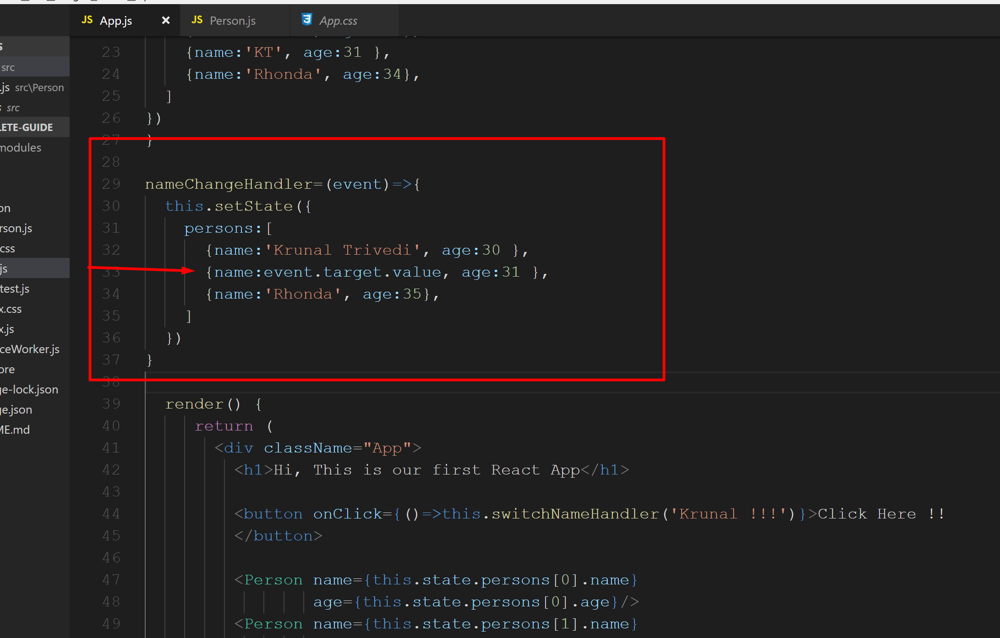 JS App.js × JS Person.js App.css
S
src
.js src\Person
s src
LETE-GUIDE
modules
on
rson.js
css
js
test.js
x.css
x.js
ceWorker.js
ore
ge-lock.json
ge.json
ME.md
23 {name:'KT', age:31 },
24 {name:'Rhonda', age:34},
25 ]
26 })
27 }
28
29 nameChangeHandler=(event)=>{
30 this.setState({
31 persons:[
32 {name:'Krunal Trivedi', age:30 },
33 {name:event.target.value, age:31 },
34 {name:'Rhonda', age:35},
35 ]
36 })
37 }
38
39 render() {
40 return (
41 <div className="App">
42 <h1>Hi, This is our first React App</h1>
43
44 <button onClick={()=>this.switchNameHandler('Krunal !!!')}>Click Here !!
45 </button>
46
47 <Person name={this.state.persons[0].name}
48 age={this.state.persons[0].age}/>
49 <Person name={this.state.persons[1].name}